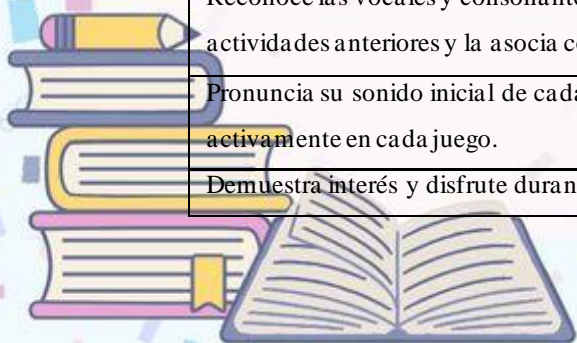 Reconoce las vocales y consonante
actividades anteriores y la asocia c
Pronuncia su sonido inicial de cada
activamente en cada juego.
Demuestra interés y disfrute duran